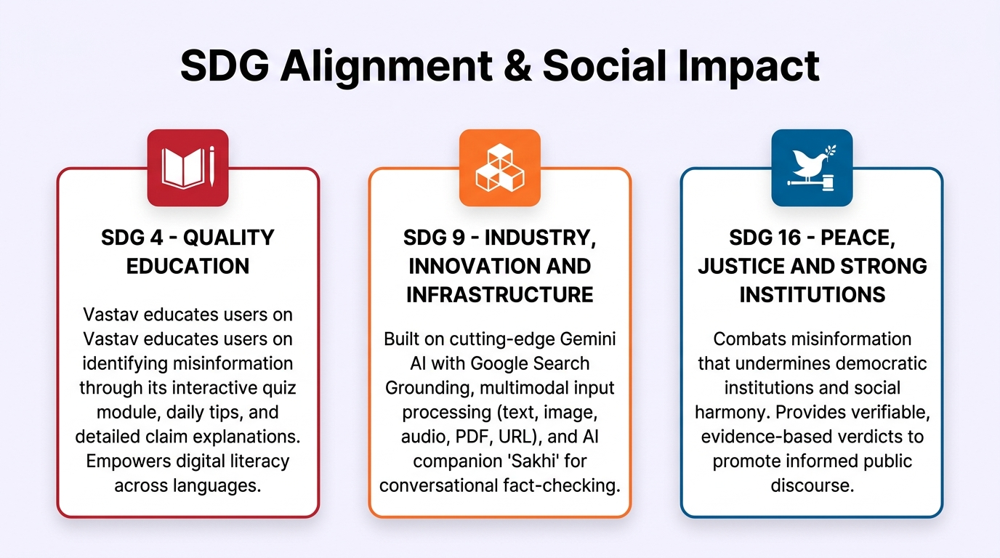 SDG Alignment & Social Impact
SDG 4 - QUALITY
EDUCATION
Vastav educates users on
Vastav educates users on
identifying misinformation
through its interactive quiz
module, daily tips, and
detailed claim explanations.
Empowers digital literacy
across languages.
SDG 9 - INDUSTRY,
INNOVATION AND
INFRASTRUCTURE
Built on cutting-edge Gemini
AI with Google Search
Grounding, multimodal input
processing (text, image,
audio, PDF, URL), and AI
companion 'Sakhi' for
conversational fact-checking.
SDG 16 - PEACE,
JUSTICE AND STRONG
INSTITUTIONS
Combats misinformation
that undermines democratic
institutions and social
harmony. Provides verifiable,
evidence-based verdicts to
promote informed public
discourse.